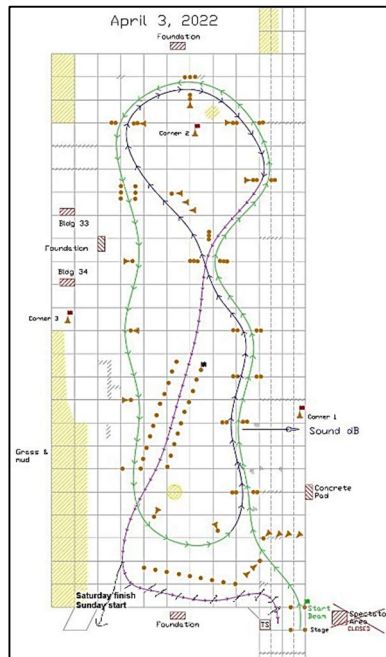 April 3, 2022
Foundation
Corner 2
Bldg 33
Foundation
Bldg 34
Corner 3
Corner 1
Sound dB
Grass &
mud
Concrete
Pad
Saturday finish
Sunday start
Foundation
TS
Start
Beam
Stage
Spectator
Area
CLOSED